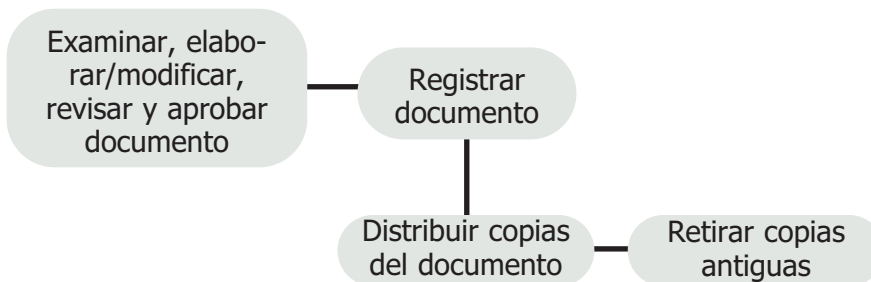 Examinar, elabo-
rar/modificar,
revisar y aprobar
documento
Registrar
documento
Distribuir copias
del documento
Retirar copias
antiguas